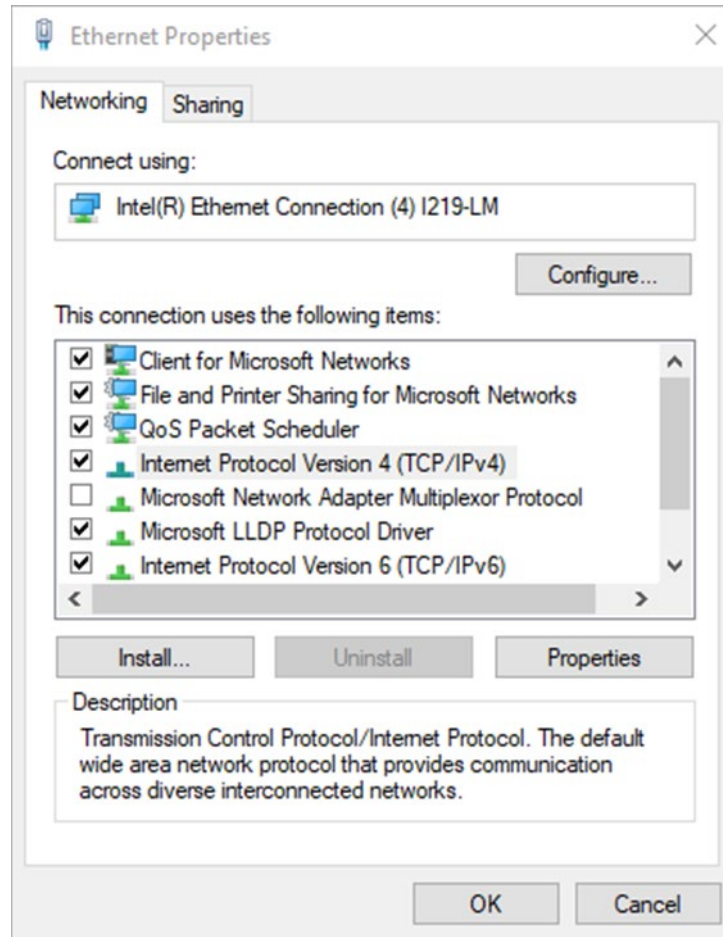 Ethernet Properties
Networking
Sharing
Connect using:
Intel(R) Ethernet Connection (4) I219-LM
Configure...
This connection uses the following items:
Client for Microsoft Networks
File and Printer Sharing for Microsoft Networks
QoS Packet Scheduler
Internet Protocol Version 4 (TCP/IPv4)
Microsoft Network Adapter Multiplexor Protocol
Microsoft LLDP Protocol Driver
Internet Protocol Version 6 (TCP/IPv6)
Install...
Uninstall
Properties
Description
Transmission Control Protocol/Internet Protocol. The default
wide area network protocol that provides communication
across diverse interconnected networks.
OK
Cancel